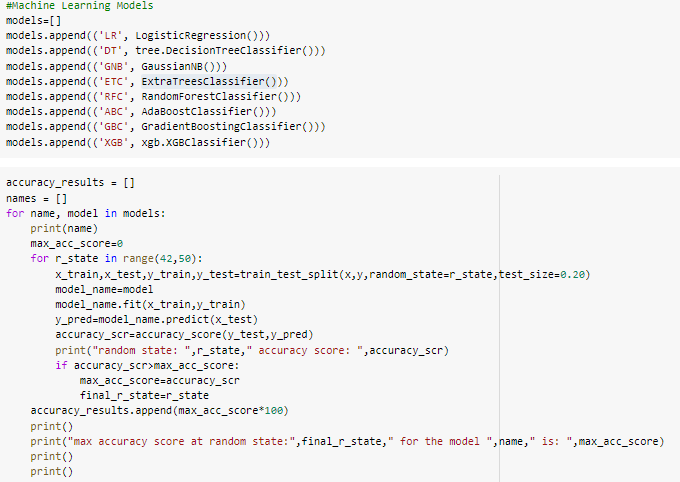 #Machine Learning Models
models=[]
models.append(('LR', LogisticRegression()))
models.append(('DT', tree.DecisionTreeClassifier()))
models.append(('GNB', GaussianNB()))
models.append(('ETC', ExtraTreesClassifier()))
models.append(('RFC', RandomForestClassifier()))
models.append(('ABC', AdaBoostClassifier()))
models.append(('GBC', GradientBoostingClassifier()))
models.append(('XGB', xgb.XGBClassifier()))
accuracy_results = []
names = []
for name, model in models:
    print(name)
    max_acc_score=0
    for r_state in range(42,50):
        x_train,x_test,y_train,y_test=train_test_split(x,y,random_state=r_state,test_size=0.20)
        model_name=model
        model_name.fit(x_train,y_train)
        y_pred=model_name.predict(x_test)
        accuracy_scr=accuracy_score(y_test,y_pred)
        print("random state: ",r_state," accuracy score: ",accuracy_scr)
        if accuracy_scr>max_acc_score:
            max_acc_score=accuracy_scr
            final_r_state=r_state
    accuracy_results.append(max_acc_score*100)
    print()
    print("max accuracy score at random state:",final_r_state," for the model ",name," is: ",max_acc_score)
    print()
    print()